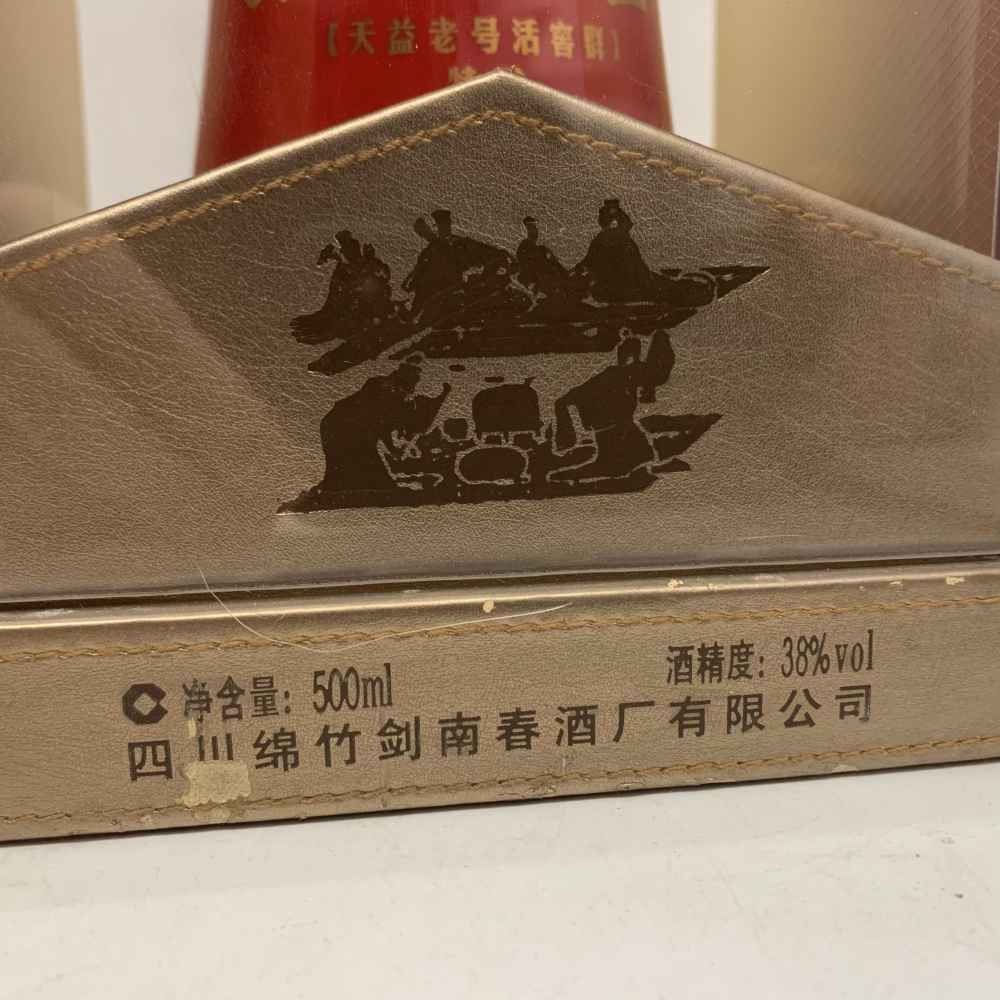 【天益老号活窖群】
净含量：500ml
酒精度：38%vol
四川绵竹剑南春酒厂有限公司